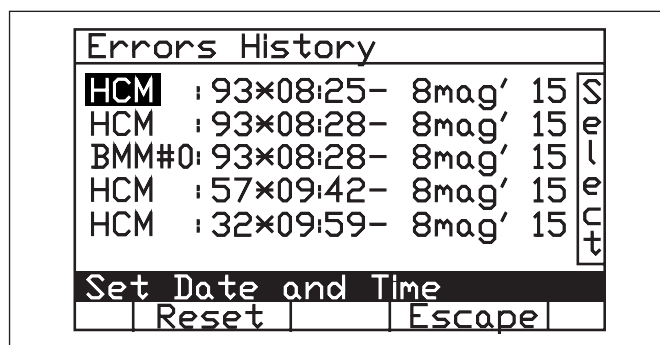 Errors History
HCM : 93*08:25- 8mag' 15
HCM : 93*08:28- 8mag' 15
BMM#0: 93*08:28- 8mag' 15
HCM : 57*09:42- 8mag' 15
HCM : 32*09:59- 8mag' 15
Select
Set Date and Time
Reset Escape